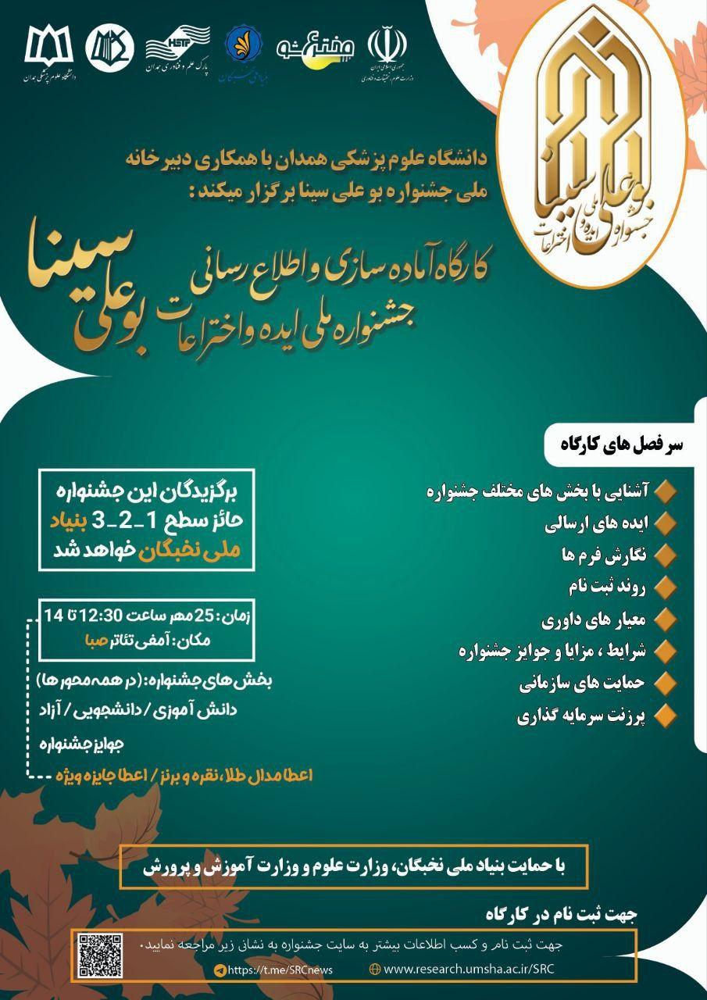 دانشگاه علوم پزشکی همدان
HSTP
پارک علم و فناوری همدان
بنیاد ملی نخبگان
مخترع شو
جمهوری اسلامی ایران
وزارت علوم، تحقیقات و فناوری
بوعلی سینا
جشنواره ملی ایده و اختراعات
دانشگاه علوم پزشکی همدان با همکاری دبیر خانه
ملی جشنواره بو علی سینا برگزار میکند :
کارگاه آماده سازی و اطلاع رسانی
جشنواره ملی ایده و اختراعات
بوعلی سینا
سر فصل های کارگاه
آشنایی با بخش های مختلف جشنواره
ایده های ارسالی
نگارش فرم ها
روند ثبت نام
معیار های داوری
شرایط ، مزایا و جوایز جشنواره
حمایت های سازمانی
پرزنت سرمایه گذاری
برگزیدگان این جشنواره
حائز سطح 1_2_3 بنیاد
ملی نخبگان خواهد شد
زمان : 25 مهر ساعت 12:30 تا 14
مکان : آمفی تئاتر صبا
بخش های جشنواره : (در همه محور ها)
دانش آموزی / دانشجویی / آزاد
جوایز جشنواره
اعطا مدال طلا ، نقره و برنز / اعطا جایزه ویژه
با حمایت بنیاد ملی نخبگان، وزارت علوم و وزارت آموزش و پرورش
جهت ثبت نام در کارگاه
جهت ثبت نام و کسب اطلاعات بیشتر به سایت جشنواره به نشانی زیر مراجعه نمایید.
https://t.me/SRCnews
www.research.umsha.ac.ir/SRC